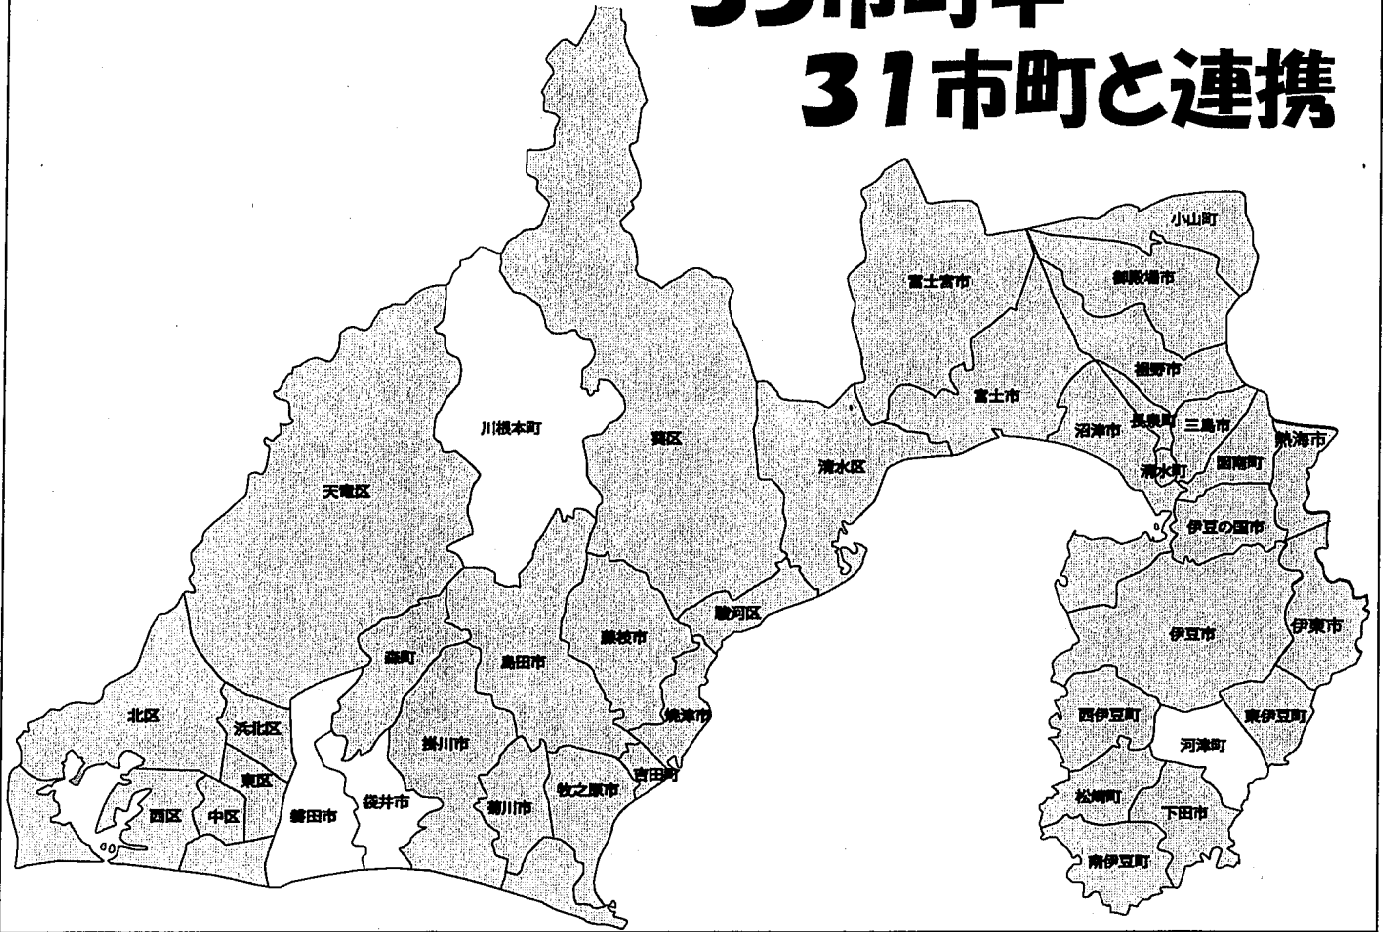 31市町と連携
小山町
富士宮市
御殿場市
裾野市
富士市
川根本町
葵区
沼津市
長泉町
三島市
熱海市
清水区
清水町
函南町
天竜区
伊豆の国市
駿河区
伊豆市
伊東市
藤枝市
森町
島田市
北区
浜北区
焼津市
西伊豆町
東伊豆町
掛川市
河津町
東区
吉田町
牧之原市
松崎町
西区
中区
磐田市
袋井市
菊川市
下田市
南伊豆町